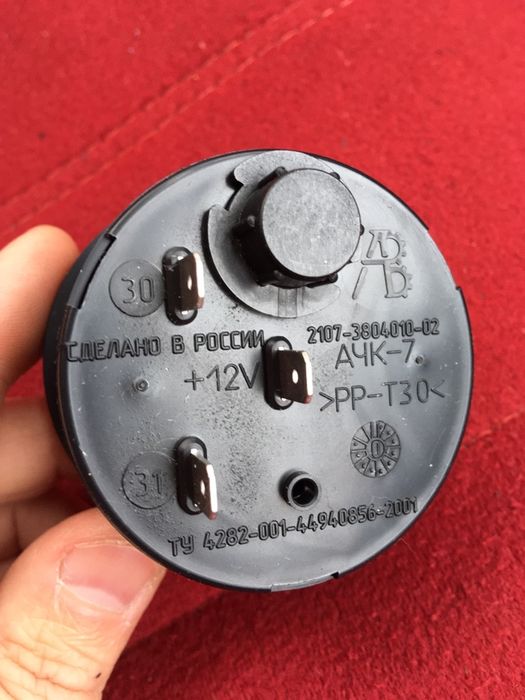 30
СДЕЛАНО В РОССИИ
2107-3804010-02
+12V
АЧК-7
>PP-T30<
31
ТУ 4282-001-44940856-2001